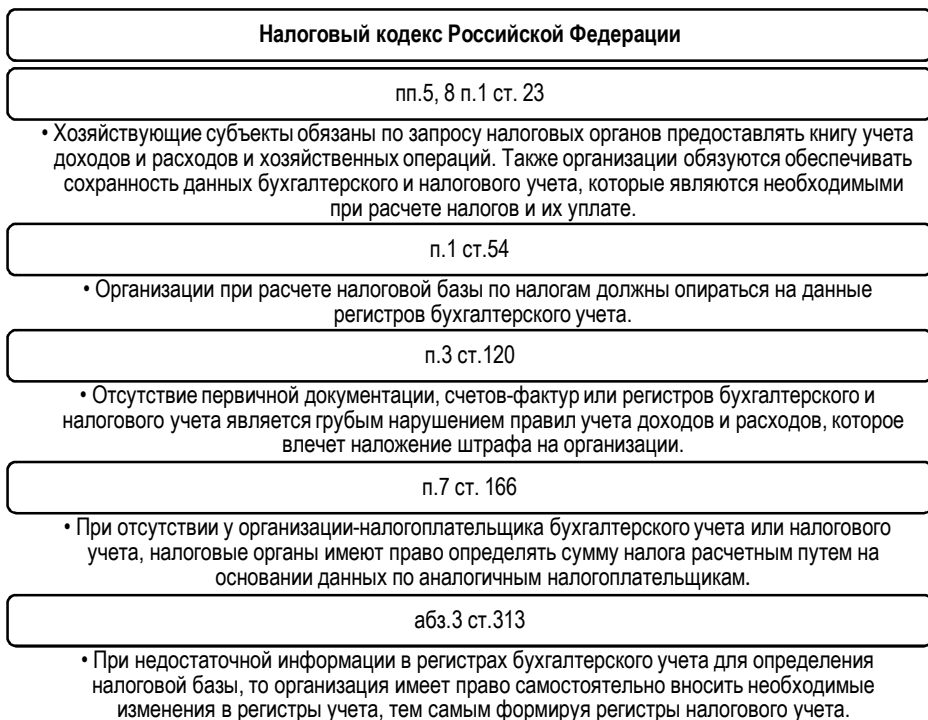 Налоговый кодекс Российской Федерации
пп.5, 8 п.1 ст. 23
• Хозяйствующие субъекты обязаны по запросу налоговых органов предоставлять книгу учета
доходов и расходов и хозяйственных операций. Также организации обязуются обеспечивать
сохранность данных бухгалтерского и налогового учета, которые являются необходимыми
при расчете налогов и их уплате.
п.1 ст.54
• Организации при расчете налоговой базы по налогам должны опираться на данные
регистров бухгалтерского учета.
п.3 ст.120
• Отсутствие первичной документации, счетов-фактур или регистров бухгалтерского и
налогового учета является грубым нарушением правил учета доходов и расходов, которое
влечет наложение штрафа на организации.
п.7 ст. 166
• При отсутствии у организации-налогоплательщика бухгалтерского учета или налогового
учета, налоговые органы имеют право определять сумму налога расчетным путем на
основании данных по аналогичным налогоплательщикам.
абз.3 ст.313
• При недостаточной информации в регистрах бухгалтерского учета для определения
налоговой базы, то организация имеет право самостоятельно вносить необходимые
изменения в регистры учета, тем самым формируя регистры налогового учета.